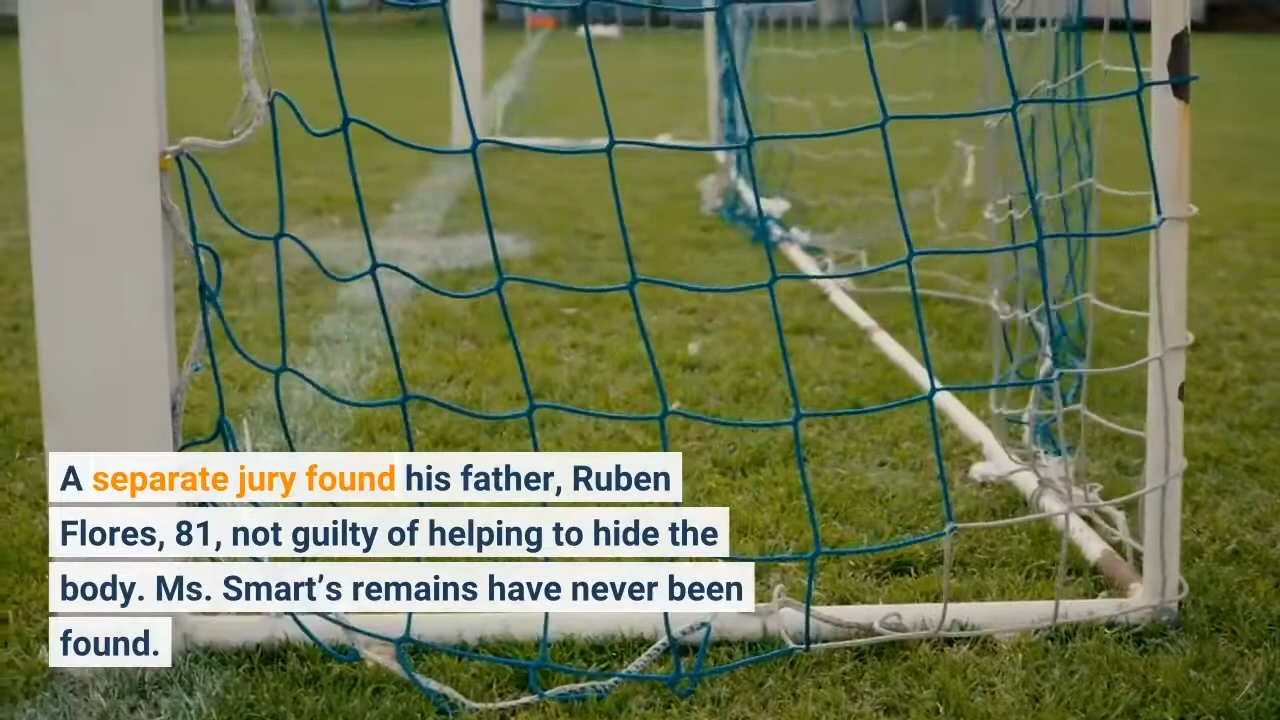 A separate jury found his father, Ruben
Flores, 81, not guilty of helping to hide the
body. Ms. Smart’s remains have never been
found.